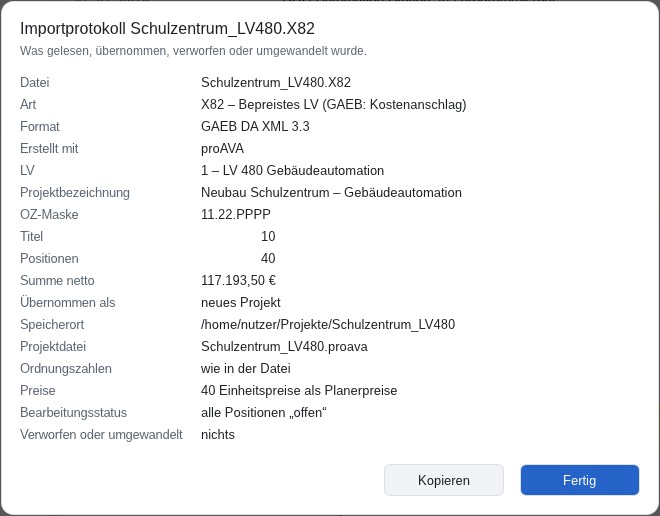 Importprotokoll Schulzentrum_LV480.X82
Was gelesen, übernommen, verworfen oder umgewandelt wurde.
Datei Schulzentrum_LV480.X82
Art X82 – Bepreistes LV (GAEB: Kostenanschlag)
Format GAEB DA XML 3.3
Erstellt mit proAVA
LV 1 – LV 480 Gebäudeautomation
Projektbezeichnung Neubau Schulzentrum – Gebäudeautomation
OZ-Maske 11.22.PPPP
Titel 10
Positionen 40
Summe netto 117.193,50 €
Übernommen als neues Projekt
Speicherort /home/nutzer/Projekte/Schulzentrum_LV480
Projektdatei Schulzentrum_LV480.proava
Ordnungszahlen wie in der Datei
Preise 40 Einheitspreise als Planerpreise
Bearbeitungsstatus alle Positionen „offen“
Verworfen oder umgewandelt nichts
Kopieren Fertig